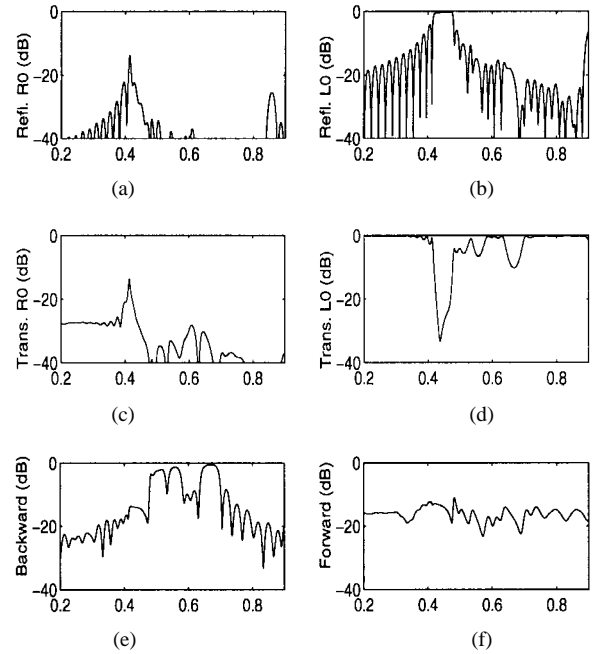 Refl. R0 (dB)
0
−20
−40
0.2 0.4 0.6 0.8
(a)
Refl. L0 (dB)
0
−20
−40
0.2 0.4 0.6 0.8
(b)
Trans. R0 (dB)
0
−20
−40
0.2 0.4 0.6 0.8
(c)
Trans. L0 (dB)
0
−20
−40
0.2 0.4 0.6 0.8
(d)
Backward (dB)
0
−20
−40
0.2 0.4 0.6 0.8
(e)
Forward (dB)
0
−20
−40
0.2 0.4 0.6 0.8
(f)